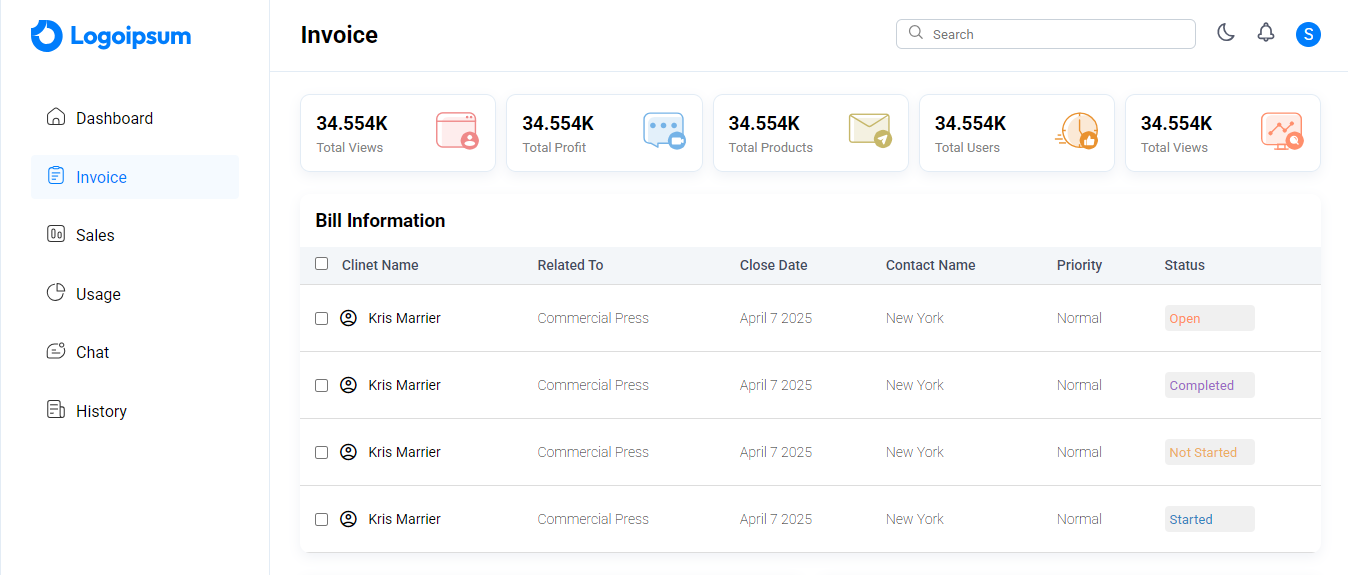 Logoipsum
Invoice
Search
S
Dashboard
Invoice
Sales
Usage
Chat
History
34.554K
Total Views
34.554K
Total Profit
34.554K
Total Products
34.554K
Total Users
34.554K
Total Views
Bill Information
Clinet Name Related To Close Date Contact Name Priority Status
Kris Marrier Commercial Press April 7 2025 New York Normal Open
Kris Marrier Commercial Press April 7 2025 New York Normal Completed
Kris Marrier Commercial Press April 7 2025 New York Normal Not Started
Kris Marrier Commercial Press April 7 2025 New York Normal Started